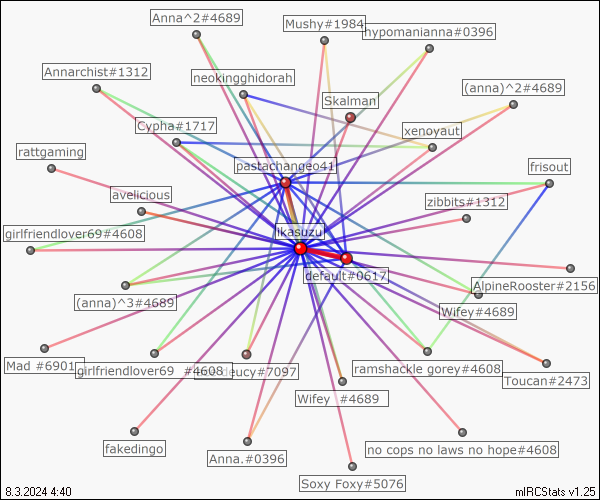 Anna^2#4689
Mushy#1984
hypomanianna#0396
Annarchist#1312
neokingghidorah
(anna)^2#4689
Skalman
Cypha#1717
xenoyaut
rattgaming
pastachangeo41
frisout
avelicious
zibbits#1312
girlfriendlover69#4608
ikasuzu
default#0617
AlpineRooster#2156
(anna)^3#4689
Wifey#4689
Mad #6901
girlfriendlover69 #4608
deucy#7097
ramshackle gorey#4608
Toucan#2473
Wifey #4689
fakedingo
Anna.#0396
no cops no laws no hope#4608
Soxy Foxy#5076
8.3.2024 4:40
mIRCStats v1.25